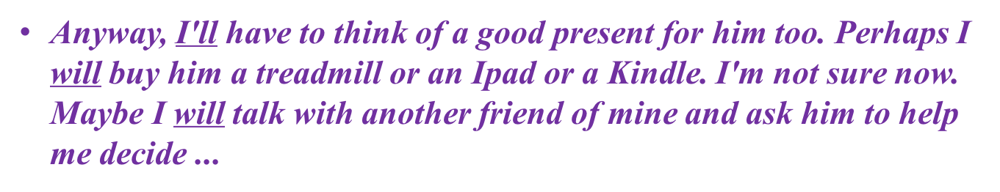 • Anyway, I'll have to think of a good present for him too. Perhaps I
will buy him a treadmill or an Ipad or a Kindle. I'm not sure now.
Maybe I will talk with another friend of mine and ask him to help
me decide ...